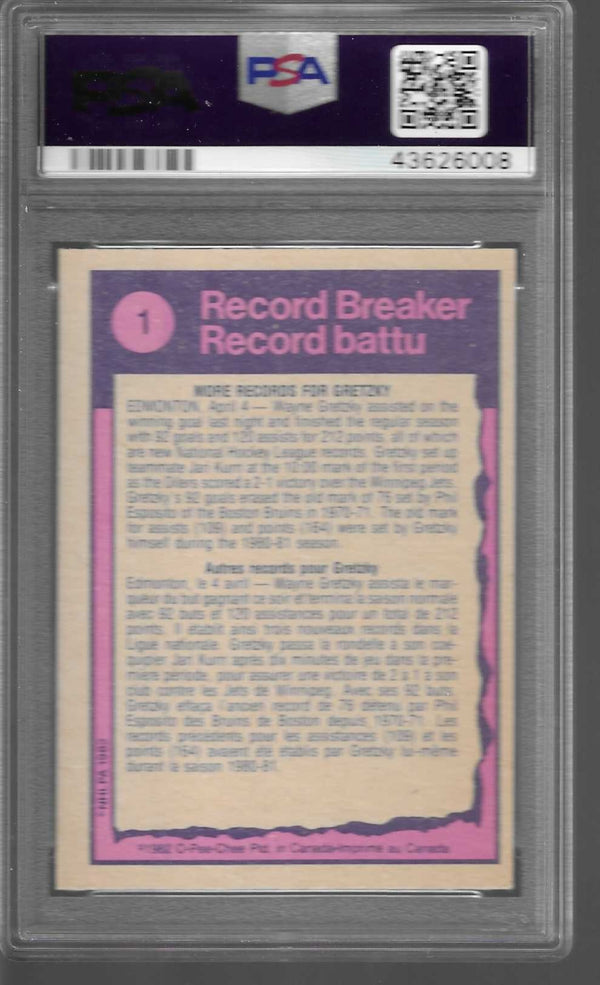 PSA
PSA
43626008
1
Record Breaker
Record battu
MORE RECORDS FOR GRETZKY
EDMONTON, April 4 — Wayne Gretzky assisted on the
winning goal last night and finished the regular season
with 92 goals and 120 assists for 212 points, all of which
are new National Hockey League records. Gretzky set up
teammate Jari Kurri at the 10:00 mark of the first period
as the Oilers scored a 2-1 victory over the Winnipeg Jets.
Gretzky's 92 goals erased the old mark of 76 set by Phil
Esposito of the Boston Bruins in 1970-71. The old mark
for assists (109) and points (164) were set by Gretzky
himself during the 1980-81 season.
Autres records pour Gretzky
Edmonton, le 4 avril — Wayne Gretzky assista le mar-
queur du but gagnant ce soir et termina la saison normale
avec 92 buts et 120 assistances pour un total de 212
points. Il établit ainsi trois nouveaux records dans la
Ligue nationale. Gretzky passa la rondelle à son coé-
quipier Jari Kurri après dix minutes de jeu dans la pre-
mière période, pour assurer une victoire de 2 à 1 à son
club contre les Jets de Winnipeg. Avec ses 92 buts,
Gretzky effaça l'ancien record de 76 détenu par Phil
Esposito des Bruins de Boston depuis 1970-71. Les
records précédents pour les assistances (109) et les
points (164) avaient été établis par Gretzky lui-même
durant la saison 1980-81.
©NHL PA 1982
©1982 O-Pee-Chee Ptd. in Canada-Imprimé au Canada